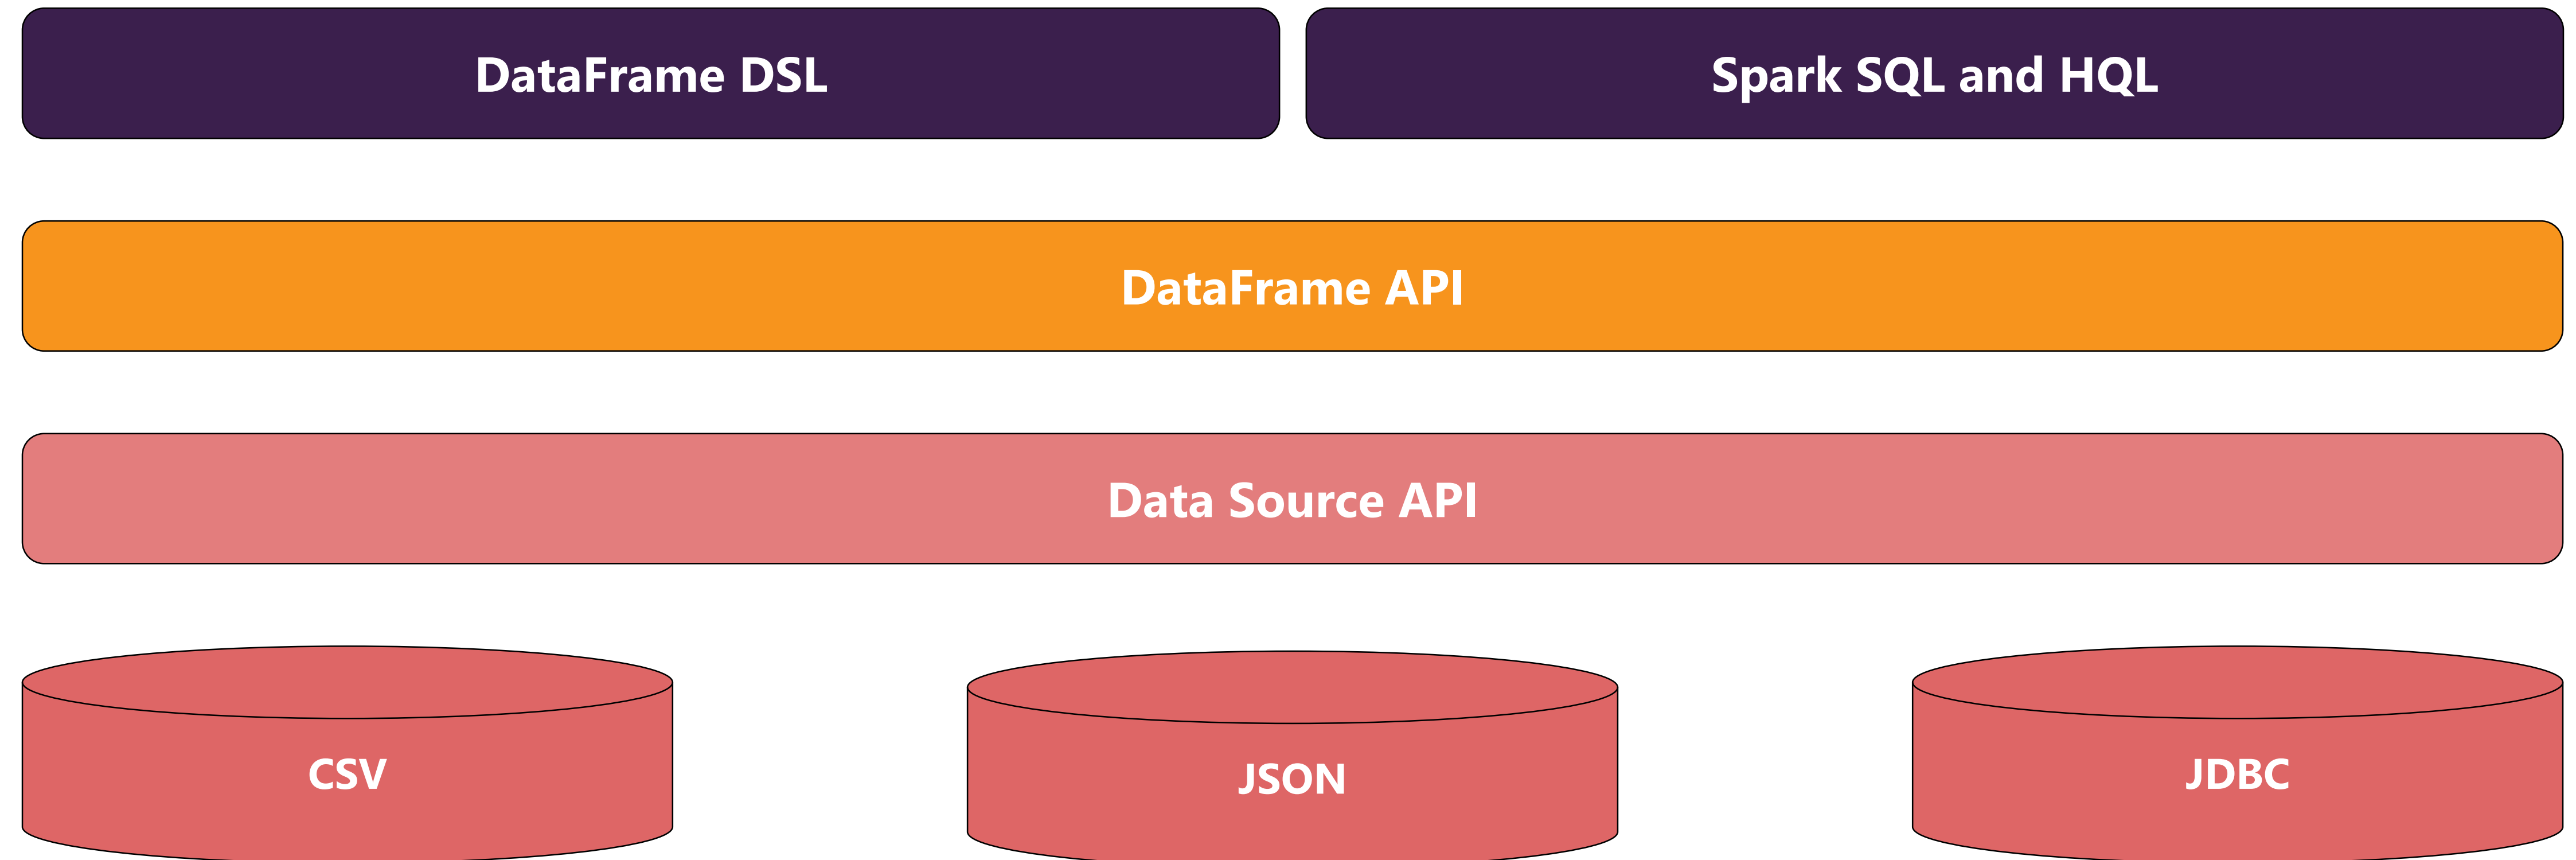 DataFrame DSL
Spark SQL and HQL
DataFrame API
Data Source API
CSV
JSON
JDBC